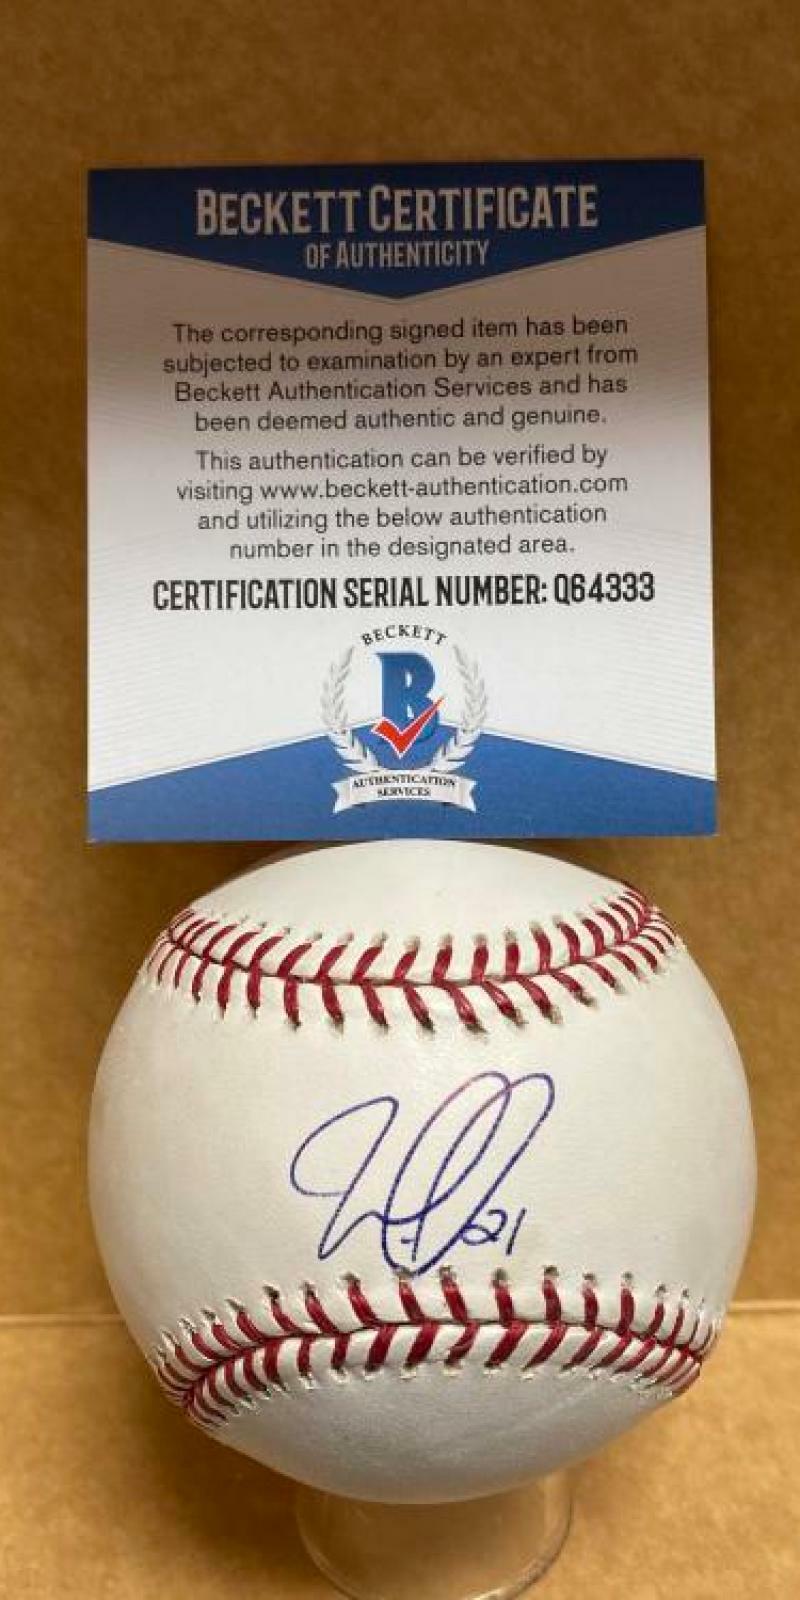 BECKETT CERTIFICATE
OF AUTHENTICITY
The corresponding signed item has been
subjected to examination by an expert from
Beckett Authentication Services and has
been deemed authentic and genuine.
This authentication can be verified by
visiting www.beckett-authentication.com
and utilizing the below authentication
number in the designated area.
CERTIFICATION SERIAL NUMBER: Q64333
BECKETT
B
AUTHENTICATION
SERVICES
21